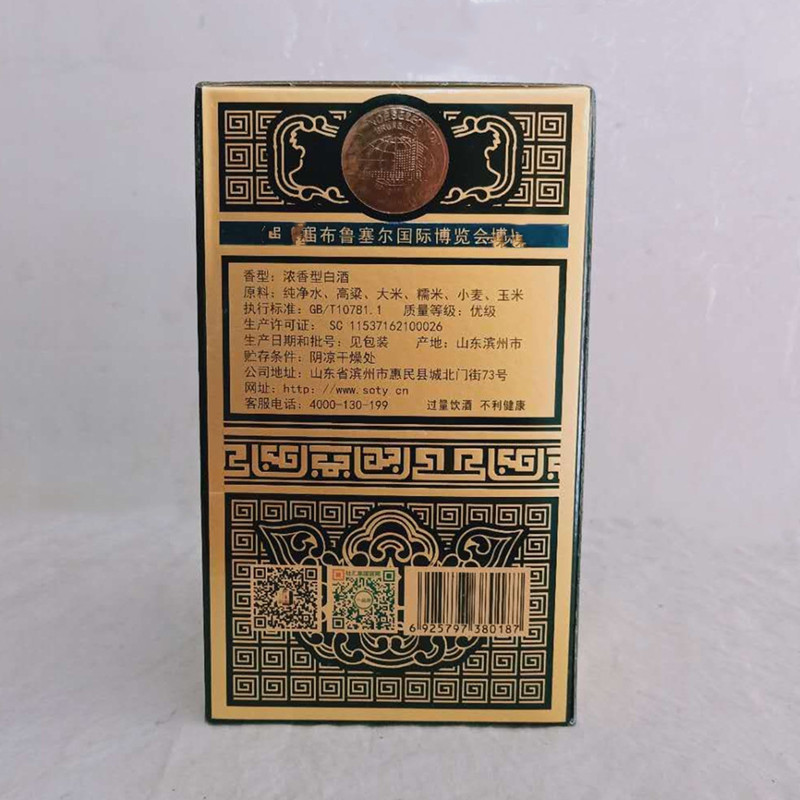 届布鲁塞尔国际博览会
香型：浓香型白酒
原料：纯净水、高粱、大米、糯米、小麦、玉米
执行标准：GB/T10781.1 质量等级：优级
生产许可证： SC 11537162100026
生产日期和批号：见包装 产地：山东滨州市
贮存条件：阴凉干燥处
公司地址：山东省滨州市惠民县城北门街73号
网址：http：//www.soty.cn
客服电话：4000-130-199 过量饮酒 不利健康
6 925797 380187